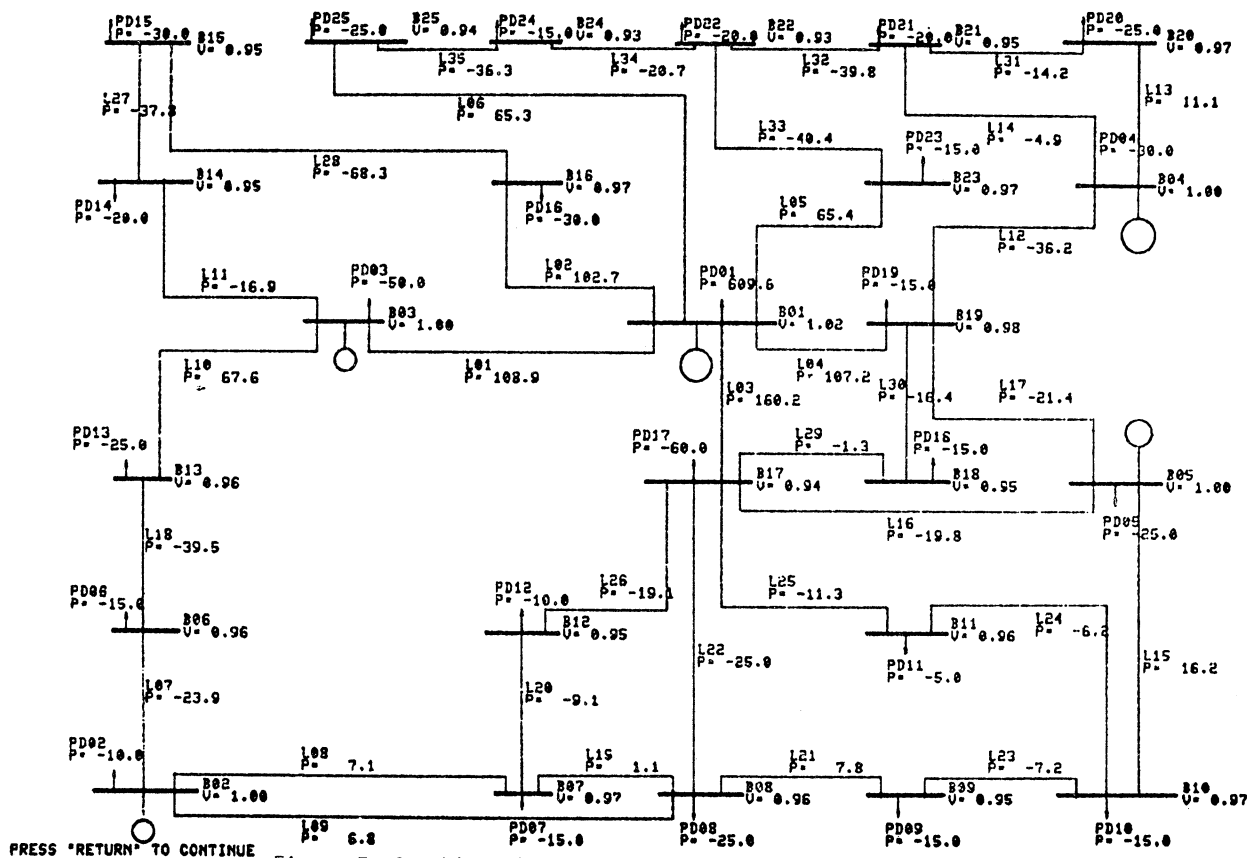 PD15
P= -30.0
B15
V= 0.95
PD25
P= -25.0
B25
V= 0.94
PD24
P= -15.0
B24
V= 0.93
PD22
P= -20.0
B22
V= 0.93
PD21
P= -20.0
B21
V= 0.95
PD20
P= -25.0
B20
V= 0.97
L35
P= -36.3
L34
P= -20.7
L32
P= -39.8
L31
P= -14.2
L27
P= -37.8
L06
P= 65.3
L13
P= 11.1
L33
P= -40.4
PD23
P= -15.0
L14
P= -4.9
PD04
P= -30.0
L28
P= -68.3
B14
V= 0.95
PD14
P= -20.0
B16
V= 0.97
PD16
P= -30.0
B23
V= 0.97
B04
V= 1.00
L05
P= 65.4
L12
P= -36.2
L11
P= -16.9
PD03
P= -50.0
L02
P= 102.7
PD01
P= 609.6
PD19
P= -15.0
B03
V= 1.00
B01
V= 1.02
B19
V= 0.98
L10
P= 67.6
L01
P= 108.9
L03
P= 160.2
L04
P= 107.2
L30
P= -16.4
L17
P= -21.4
PD13
P= -25.0
PD17
P= -60.0
L29
P= -1.3
PD16
P= -15.0
B13
V= 0.96
B17
V= 0.94
B18
V= 0.95
B05
V= 1.00
L18
P= -39.5
L16
P= -19.8
PD05
P= -25.0
PD06
P= -15.0
B06
V= 0.96
PD12
P= -10.0
L26
P= -19.1
L25
P= -11.3
B12
V= 0.95
B11
V= 0.96
L24
P= -6.2
L07
P= -23.9
L20
P= -9.1
L22
P= -25.0
PD11
P= -5.0
L15
P= 16.2
PD02
P= -10.0
L08
P= 7.1
L15
P= 1.1
L21
P= 7.8
L23
P= -7.2
B02
V= 1.00
B07
V= 0.97
B08
V= 0.96
B09
V= 0.95
B10
V= 0.97
L09
P= 6.8
PD07
P= -15.0
PD08
P= -25.0
PD09
P= -15.0
PD10
P= -15.0
PRESS "RETURN" TO CONTINUE